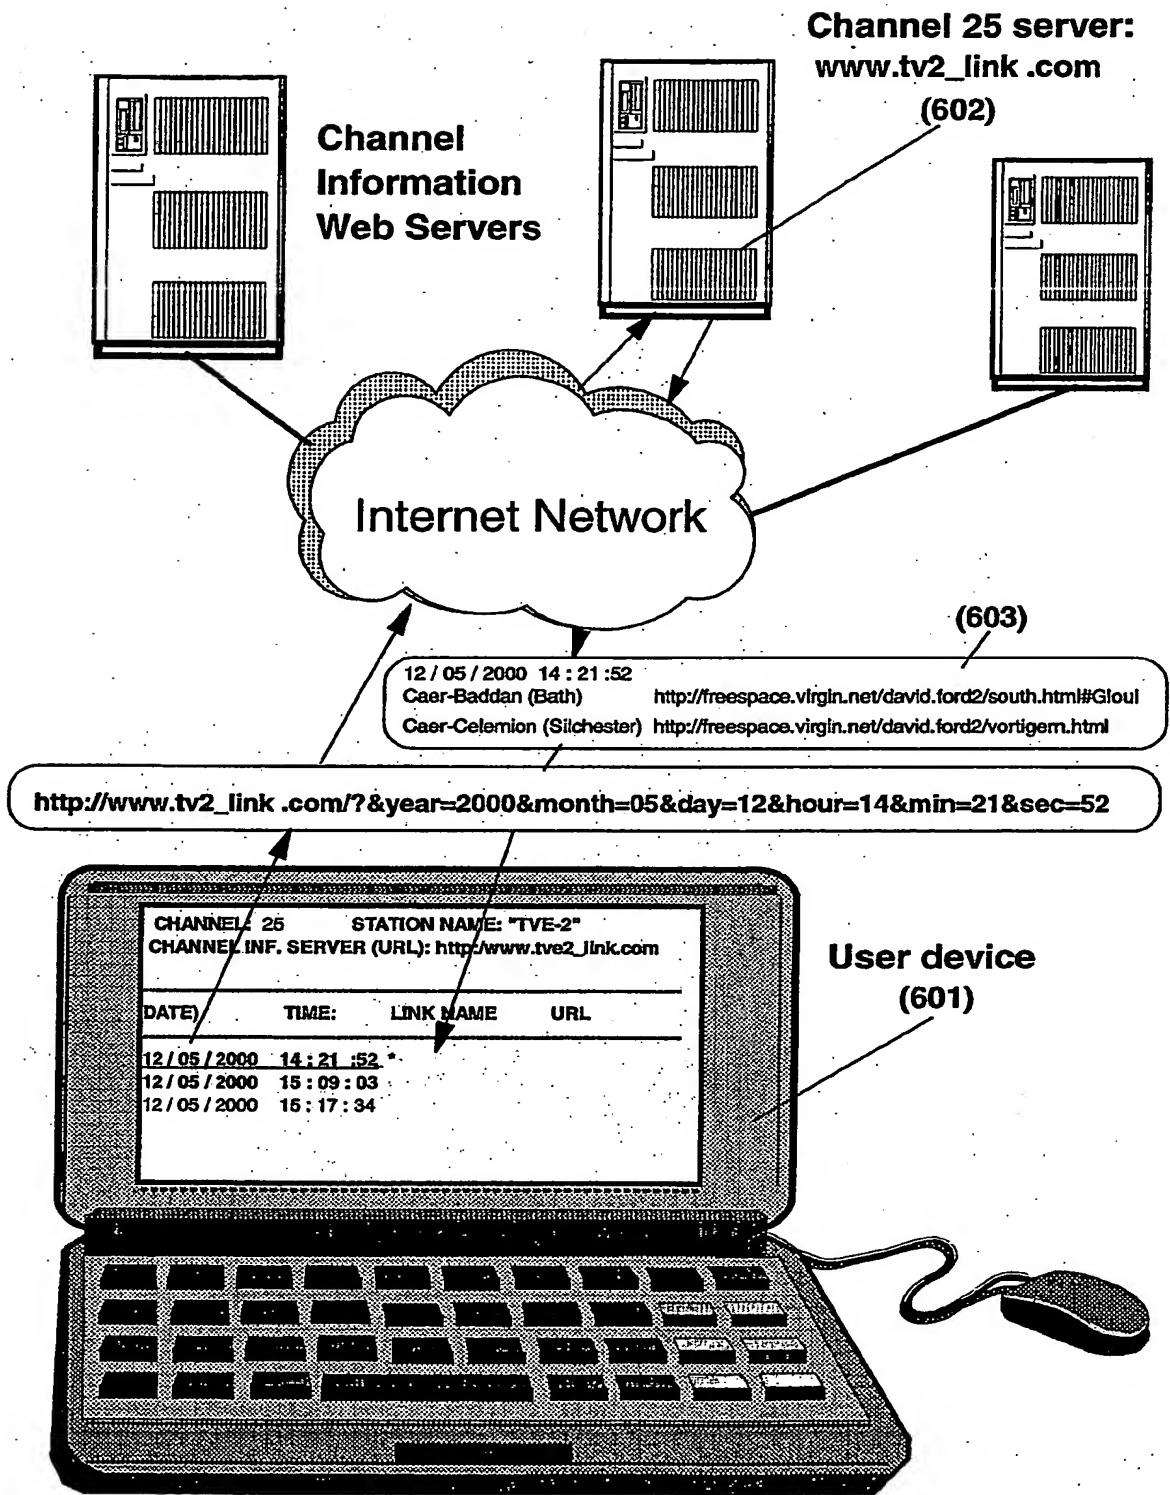 Channel 25 server:
www.tv2_link .com
(602)
Channel
Information
Web Servers
Internet Network
(603)
12 / 05 / 2000 14 : 21 :52
Caer-Baddan (Bath) http://freespace.virgin.net/david.ford2/south.html#Gloui
Caer-Celemion (Silchester) http://freespace.virgin.net/david.ford2/vortigern.html
http://www.tv2_link .com/?&year=2000&month=05&day=12&hour=14&min=21&sec=52
CHANNEL: 25 STATION NAME: "TVE-2"
CHANNEL INF. SERVER (URL): http:/www.tve2_link.com
DATE) TIME: LINK NAME URL
12 / 05 / 2000 14 : 21 :52 *
12 / 05 / 2000 15 : 09 : 03
12 / 05 / 2000 15 : 17 : 34
User device
(601)